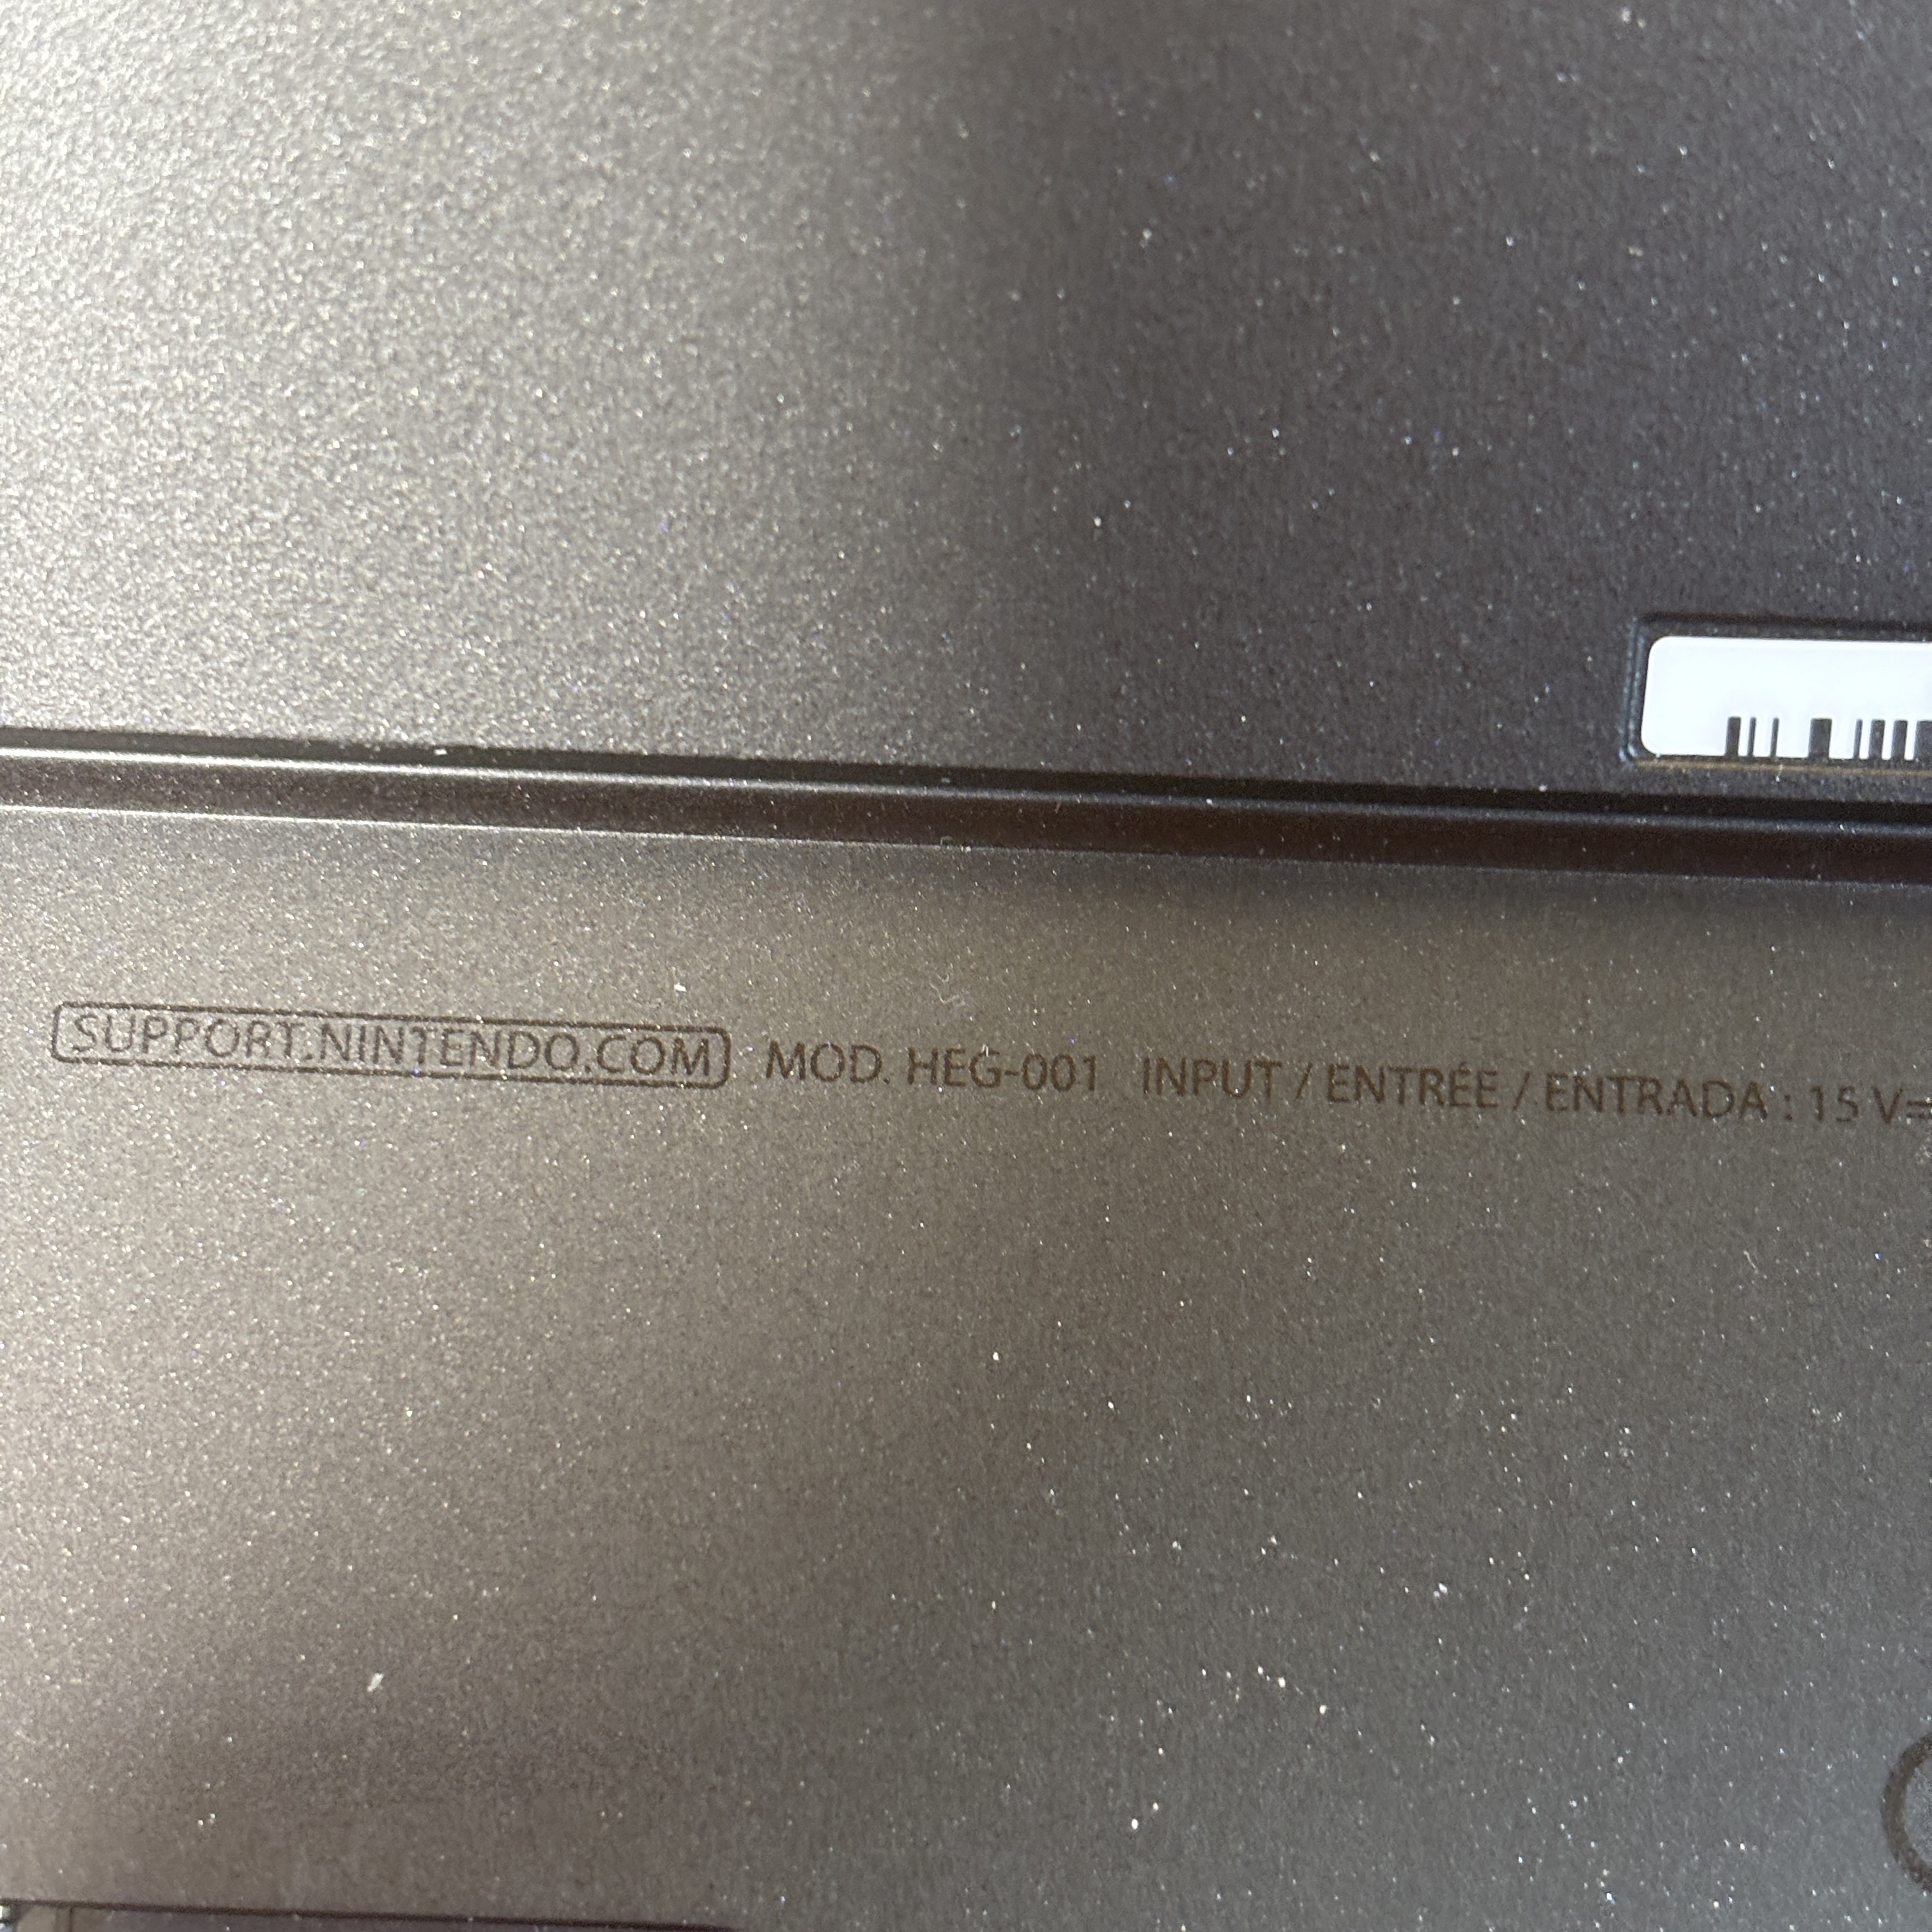 SUPPORT.NINTENDO.COM MOD. HEG-001 INPUT / ENTRÉE / ENTRADA : 15 V⎓